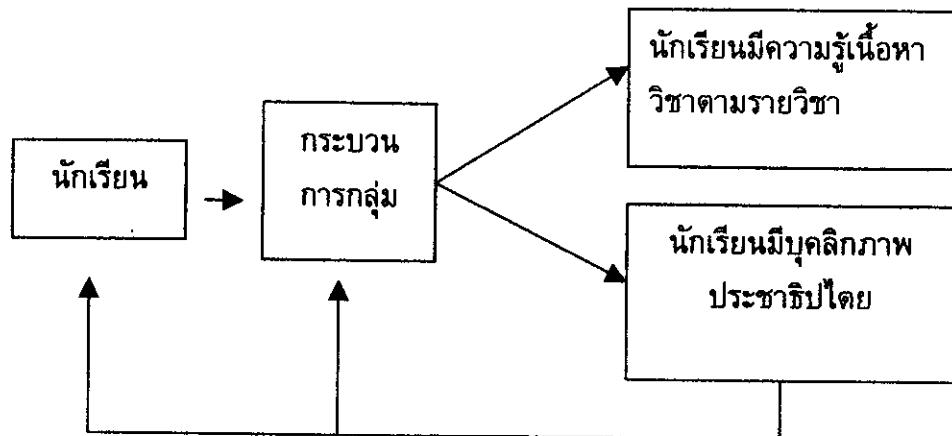 นักเรียน
กระบวน
การกลุ่ม
นักเรียนมีความรู้เนื้อหา
วิชาตามรายวิชา
นักเรียนมีบุคลิกภาพ
ประชาธิปไตย